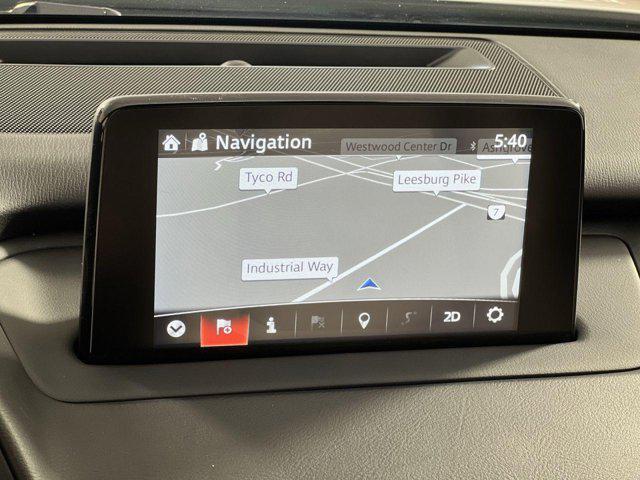 Navigation
Westwood Center Dr
5:40
Tyco Rd
Leesburg Pike
7
Industrial Way
2D